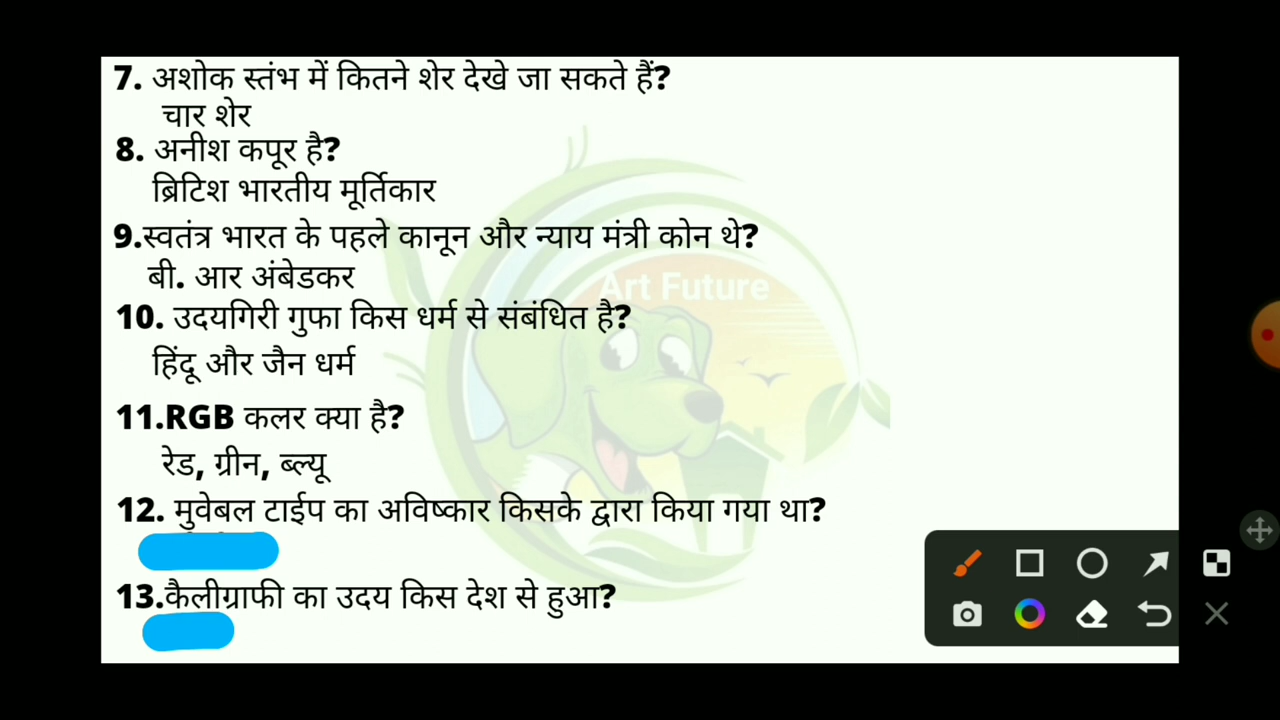 7. अशोक स्तंभ में कितने शेर देखे जा सकते हैं?
चार शेर
8. अनीश कपूर है?
ब्रिटिश भारतीय मूर्तिकार
9.स्वतंत्र भारत के पहले कानून और न्याय मंत्री कोन थे?
बी. आर अंबेडकर
Art Future
10. उदयगिरी गुफा किस धर्म से संबंधित है?
हिंदू और जैन धर्म
11.RGB कलर क्या है?
रेड, ग्रीन, ब्ल्यू
12. मुवेबल टाईप का अविष्कार किसके द्वारा किया गया था?
13.कैलीग्राफी का उदय किस देश से हुआ?